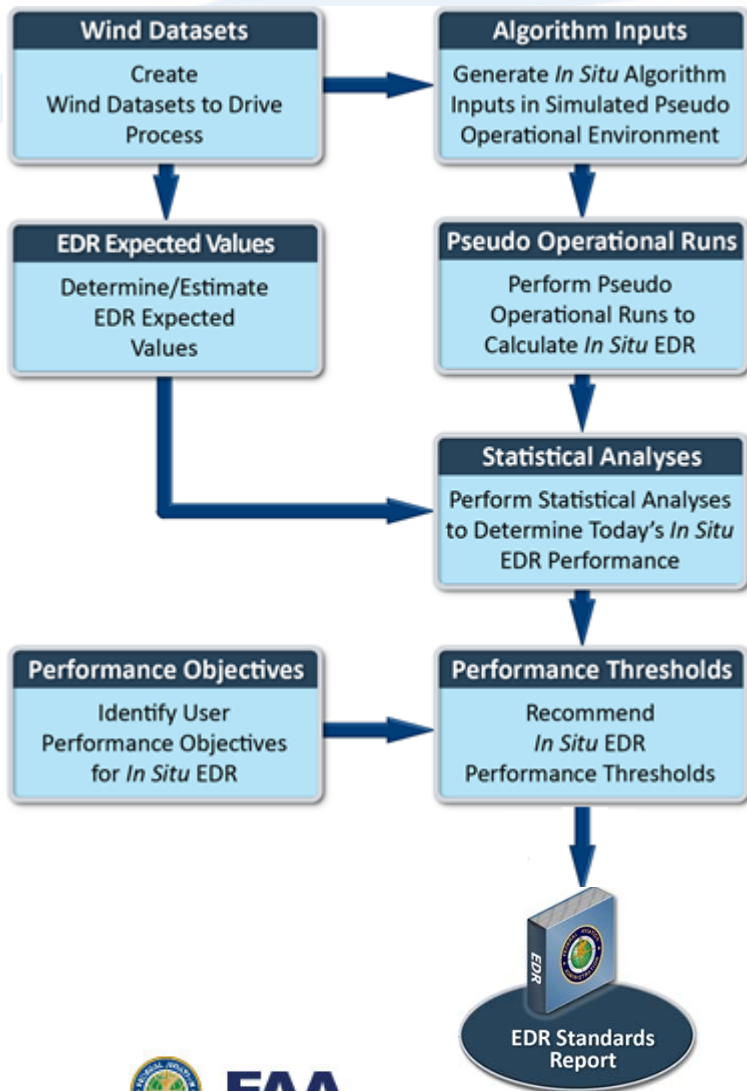 Wind Datasets
Create
Wind Datasets to Drive
Process
Algorithm Inputs
Generate In Situ Algorithm
Inputs in Simulated Pseudo
Operational Environment
EDR Expected Values
Determine/Estimate
EDR Expected
Values
Pseudo Operational Runs
Perform Pseudo
Operational Runs to
Calculate In Situ EDR
Statistical Analyses
Perform Statistical Analyses
to Determine Today's In Situ
EDR Performance
Performance Objectives
Identify User
Performance Objectives
for In Situ EDR
Performance Thresholds
Recommend
In Situ EDR
Performance Thresholds
EDR
FEDERAL AVIATION
ADMINISTRATION
EDR Standards
Report
FAA